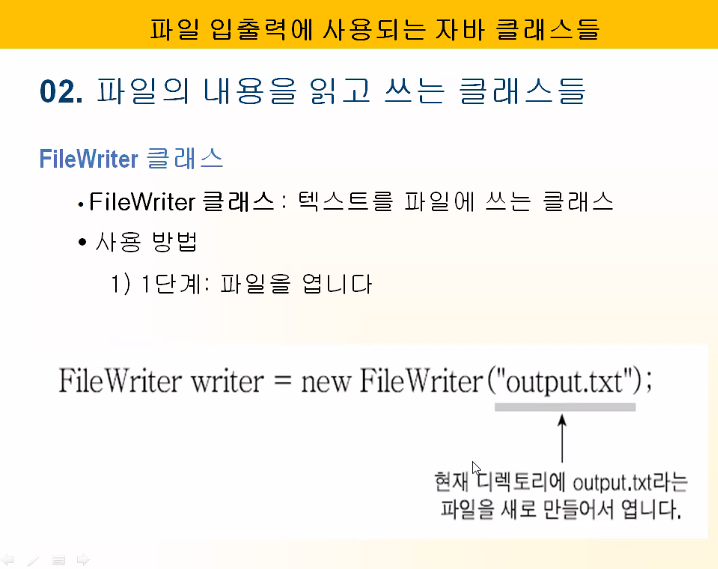 파일 입출력에 사용되는 자바 클래스들
02. 파일의 내용을 읽고 쓰는 클래스들
FileWriter 클래스
• FileWriter 클래스 : 텍스트를 파일에 쓰는 클래스
• 사용 방법
1) 1단계: 파일을 엽니다
FileWriter writer = new FileWriter("output.txt");
현재 디렉토리에 output.txt라는
파일을 새로 만들어서 엽니다.